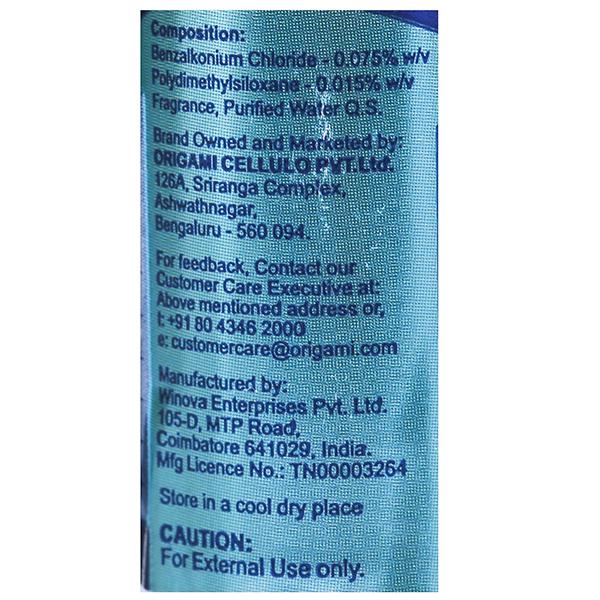 Composition:
Benzalkonium Chloride - 0.075% w/v
Polydimethylsiloxane - 0.015% w/v
Fragrance, Purified Water Q.S.
Brand Owned and Marketed by:
ORIGAMI CELLULO PVT.Ltd.
126A, Sriranga Complex,
Ashwathnagar,
Bengaluru - 560 094.
For feedback, Contact our
Customer Care Executive at:
Above mentioned address or,
t: +91 80 4346 2000
e: customercare@origami.com
Manufactured by:
Winova Enterprises Pvt. Ltd.
105-D, MTP Road,
Coimbatore 641029, India.
Mfg Licence No.: TN00003264
Store in a cool dry place
CAUTION:
For External Use only.